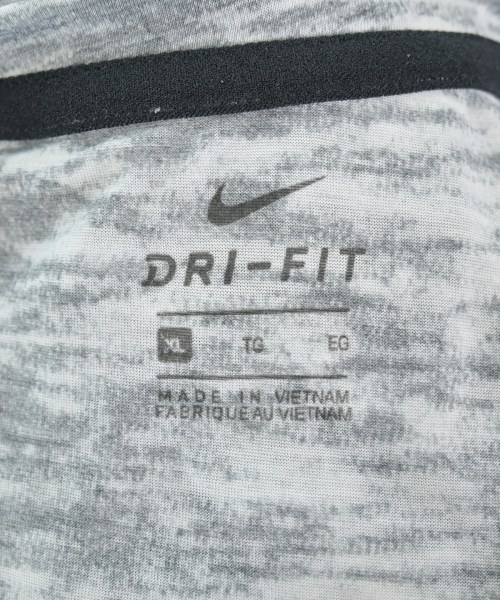 DRI-FIT
XL TG EG
MADE IN VIETNAM
FABRIQUE AU VIETNAM